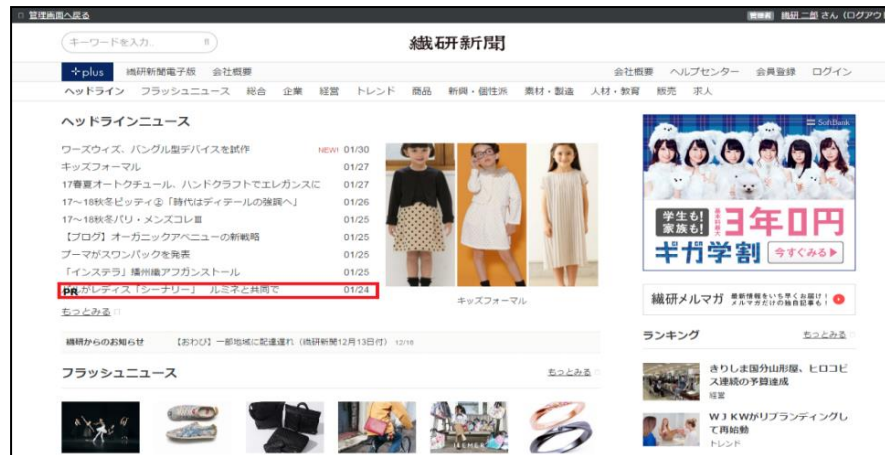 管理画面へ戻る
管理者 繊研 二郎 さん (ログアウ
キーワードを入力
繊研新聞
plus 繊研新聞電子版 会社概要
会社概要 ヘルプセンター 会員登録 ログイン
ヘッドライン フラッシュニュース 総合 企業 経営 トレンド 商品 新興・個性派 素材・製造 人材・教育 販売 求人
ヘッドラインニュース
ワーズウィズ、バングル型デバイスを試作 NEW! 01/30
キッズフォーマル 01/27
17春夏オートクチュール、ハンドクラフトでエレガンスに 01/27
17〜18秋冬ピッティ②「時代はディテールの強調へ」 01/26
17〜18秋冬パリ・メンズコレⅢ 01/25
【ブログ】オーガニックアベニューの新戦略 01/25
プーマがスワンパックを発表 01/25
「インステラ」播州織アフガンストール 01/25
PR がレディス「シーナリー」 ルミネと共同で 01/24
もっとみる
キッズフォーマル
繊研からのお知らせ 【おわび】一部地域に配達遅れ（繊研新聞12月13日付） 12/16
フラッシュニュース もっとみる
SoftBank
学生も!
家族も!
基本料最大
3年0円
ギガ学割 今すぐみる
繊研メルマガ 最新情報をいち早くお届け!
メルマガだけの独自記事も!
ランキング もっとみる
きりしま国分山形屋、ヒロコビ
ス連続の予算達成
経営
WJKWがリブランディングし
て再始動
トレンド